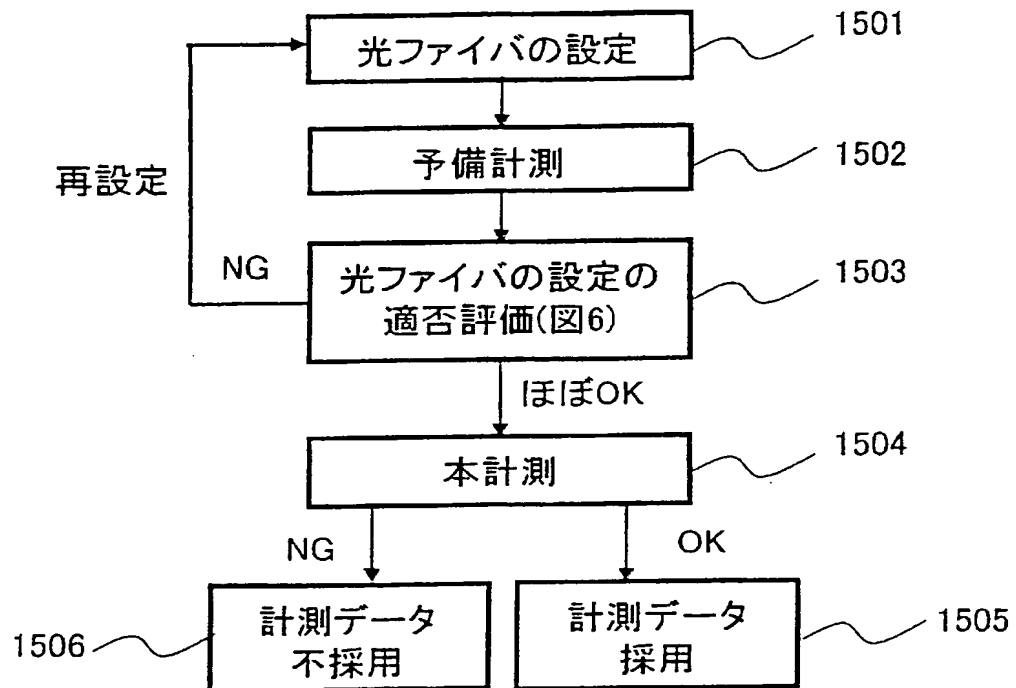 光ファイバの設定
1501
予備計測
1502
再設定
NG
光ファイバの設定の
適否評価(図6)
1503
ほぼOK
本計測
1504
NG
OK
計測データ
不採用
1506
計測データ
採用
1505